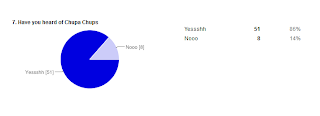 7. Have you heard of Chupa Chups
Yessshh 51 86%
Nooo 8 14%
Nooo [8]
Yessshh [51]